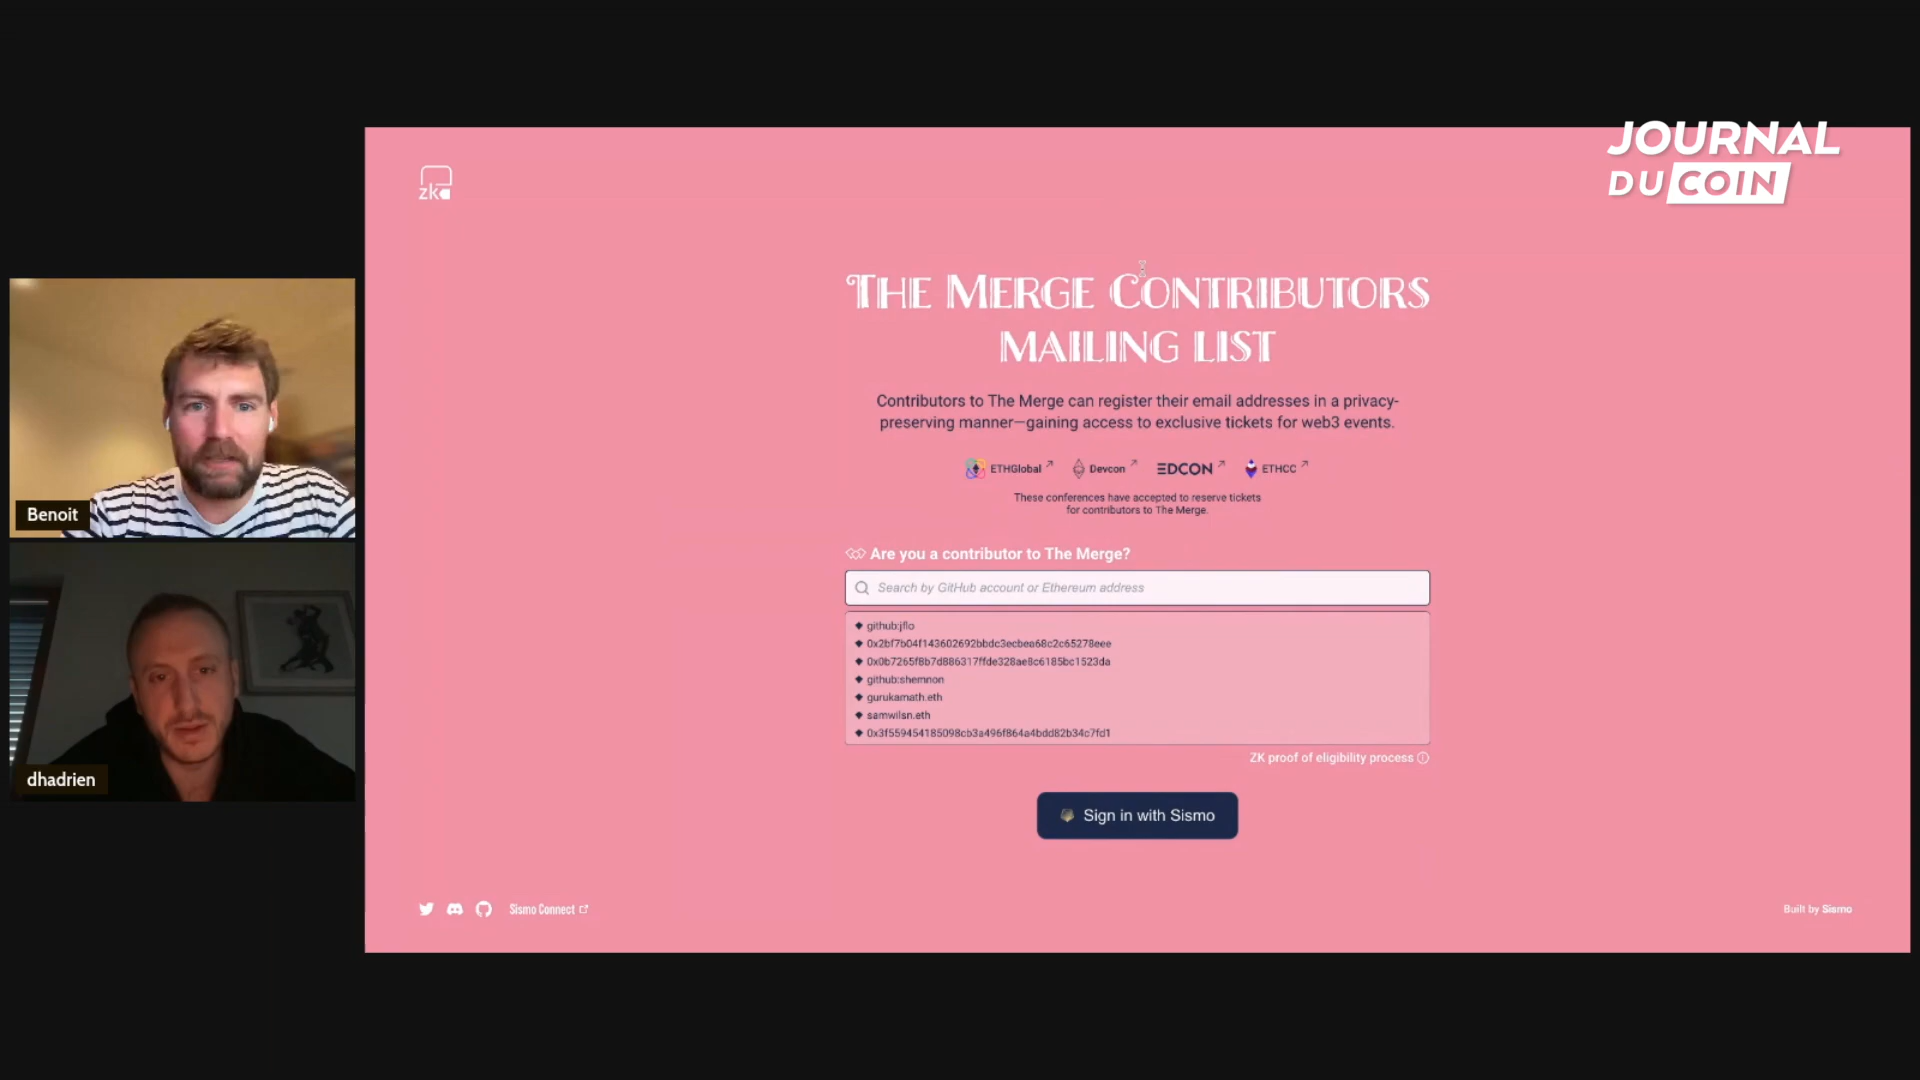 JOURNAL
DU COIN
zk
THE MERGE CONTRIBUTORS
MAILING LIST
Contributors to The Merge can register their email addresses in a privacy-
preserving manner—gaining access to exclusive tickets for web3 events.
ETHGlobal Devcon EDCON ETHCC
These conferences have accepted to reserve tickets
for contributors to The Merge.
Are you a contributor to The Merge?
Search by GitHub account or Ethereum address
github:jflo
0x2bf7b04f143602692bbdc3ecbea68c2c65278eee
0x0b7265f8b7d886317ffde328ae8c6185bc1523da
github:shemnon
gurukamath.eth
samwilsn.eth
0x3f559454185098cb3a496f864a4bdd82b34c7fd1
ZK proof of eligibility process
Sign in with Sismo
Sismo Connect
Built by Sismo
Benoit
dhadrien